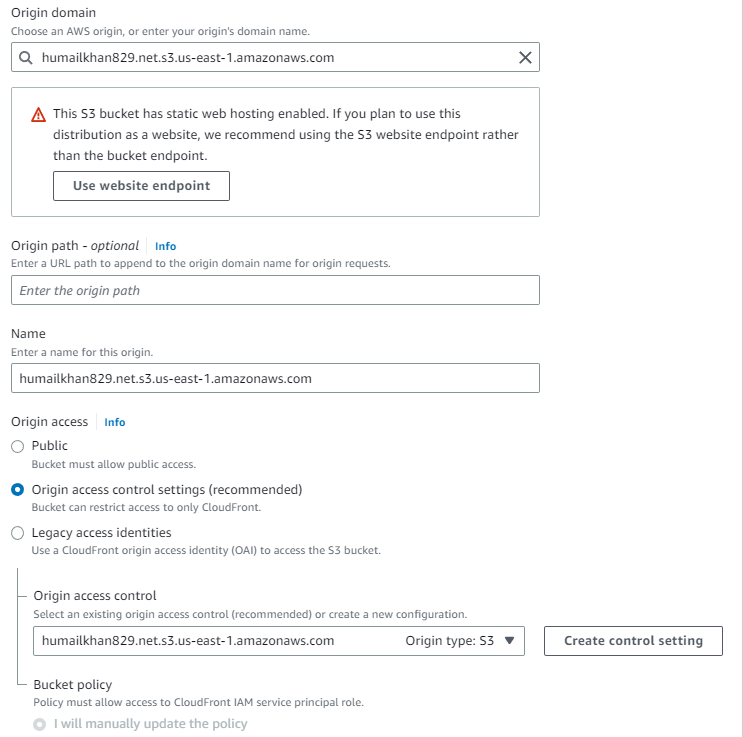 Origin domain
Choose an AWS origin, or enter your origin's domain name.
humailkhan829.net.s3.us-east-1.amazonaws.com
This S3 bucket has static web hosting enabled. If you plan to use this
distribution as a website, we recommend using the S3 website endpoint rather
than the bucket endpoint.
Use website endpoint
Origin path - optional Info
Enter a URL path to append to the origin domain name for origin requests.
Enter the origin path
Name
Enter a name for this origin.
humailkhan829.net.s3.us-east-1.amazonaws.com
Origin access Info
Public
Bucket must allow public access.
Origin access control settings (recommended)
Bucket can restrict access to only CloudFront.
Legacy access identities
Use a CloudFront origin access identity (OAI) to access the S3 bucket.
Origin access control
Select an existing origin access control (recommended) or create a new configuration.
humailkhan829.net.s3.us-east-1.amazonaws.com Origin type: S3 Create control setting
Bucket policy
Policy must allow access to CloudFront IAM service principal role.
I will manually update the policy